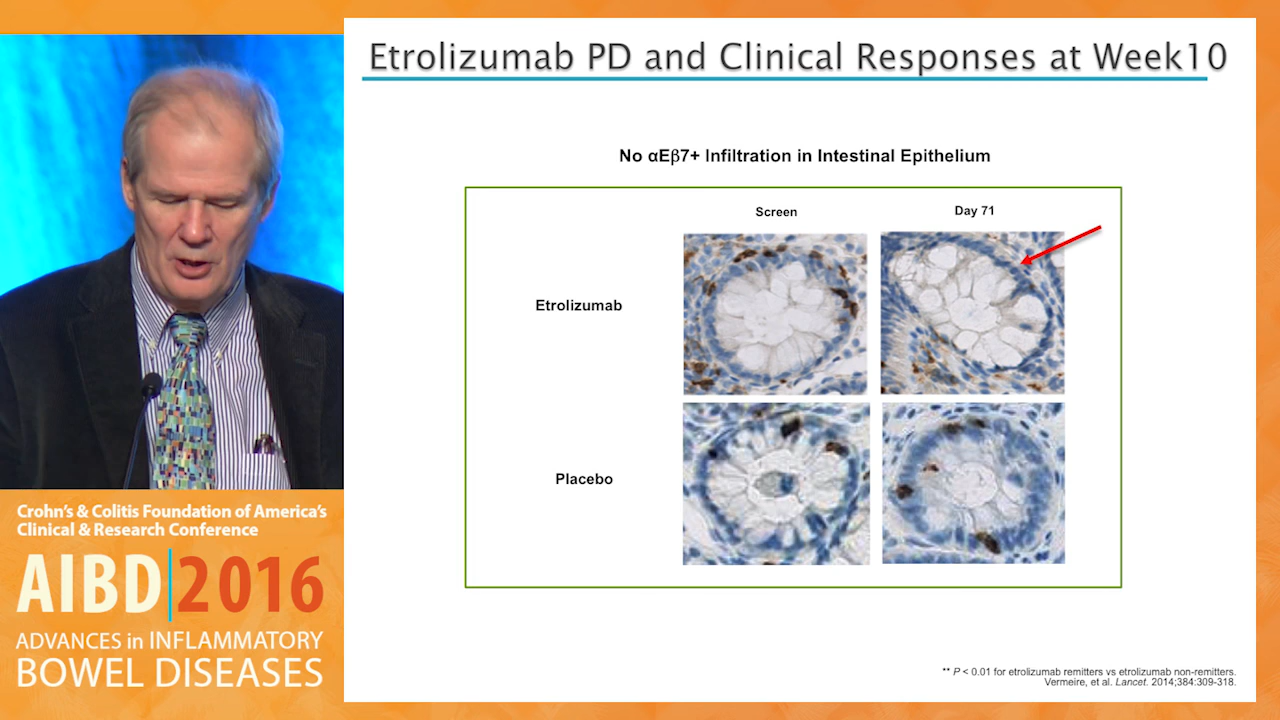 Etrolizumab PD and Clinical Responses at Week10
No αEβ7+ Infiltration in Intestinal Epithelium
Screen
Day 71
Etrolizumab
Placebo
** P < 0.01 for etrolizumab remitters vs etrolizumab non-remitters.
Vermeire, et al. Lancet. 2014;384:309-318.
Crohn's & Colitis Foundation of America's
Clinical & Research Conference
AIBD 2016
ADVANCES in INFLAMMATORY
BOWEL DISEASES